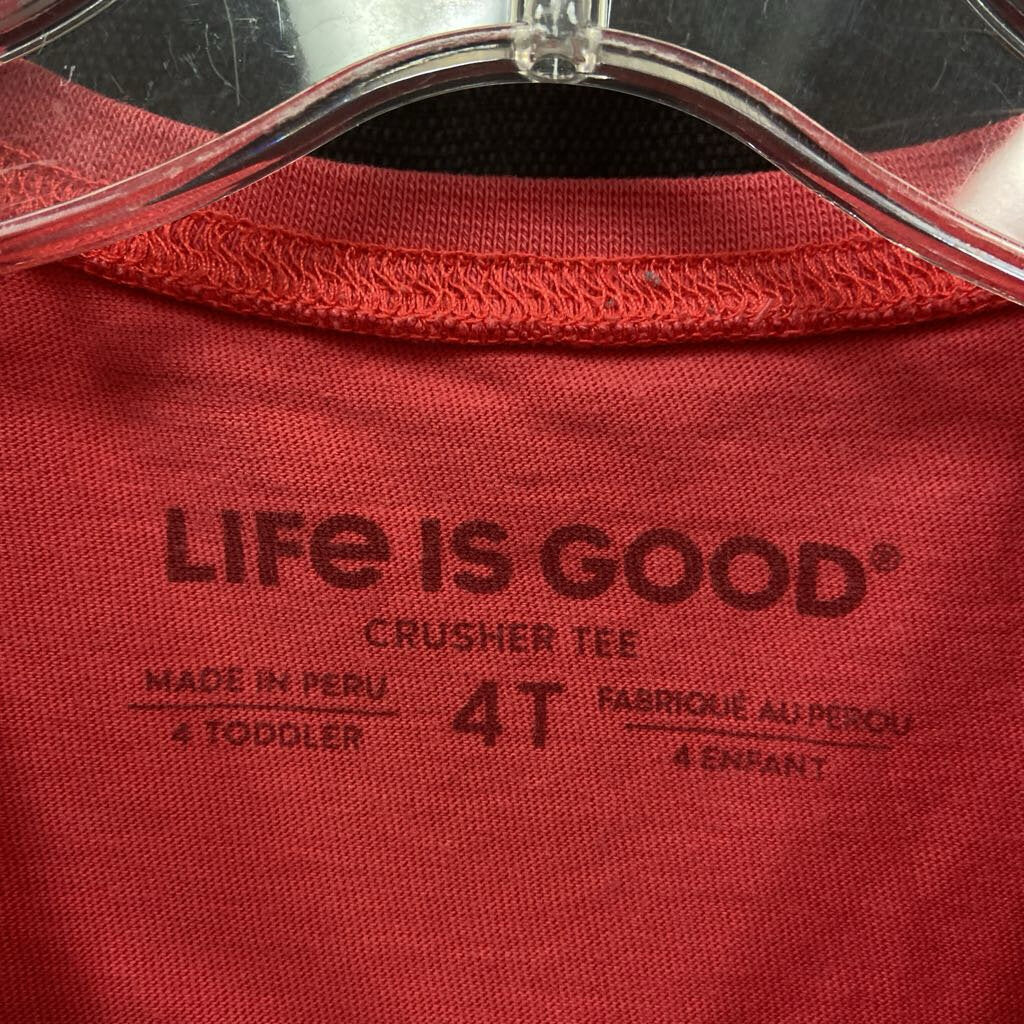 LIFe IS GOOD®
CRUSHER TEE
MADE IN PERU
4 TODDLER
4T
FABRIQUÉ AU PEROU
4 ENFANT